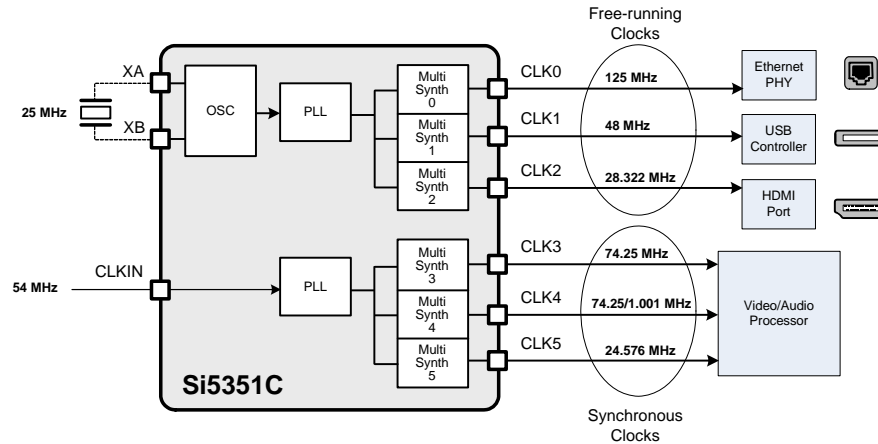 Free-running
Clocks
XA
25 MHz
XB
OSC
PLL
Multi
Synth
0
Multi
Synth
1
Multi
Synth
2
CLK0
125 MHz
Ethernet
PHY
CLK1
48 MHz
USB
Controller
CLK2
28.322 MHz
HDMI
Port
CLKIN
54 MHz
PLL
Multi
Synth
3
Multi
Synth
4
Multi
Synth
5
CLK3
74.25 MHz
CLK4
74.25/1.001 MHz
Video/Audio
Processor
CLK5
24.576 MHz
Si5351C
Synchronous
Clocks